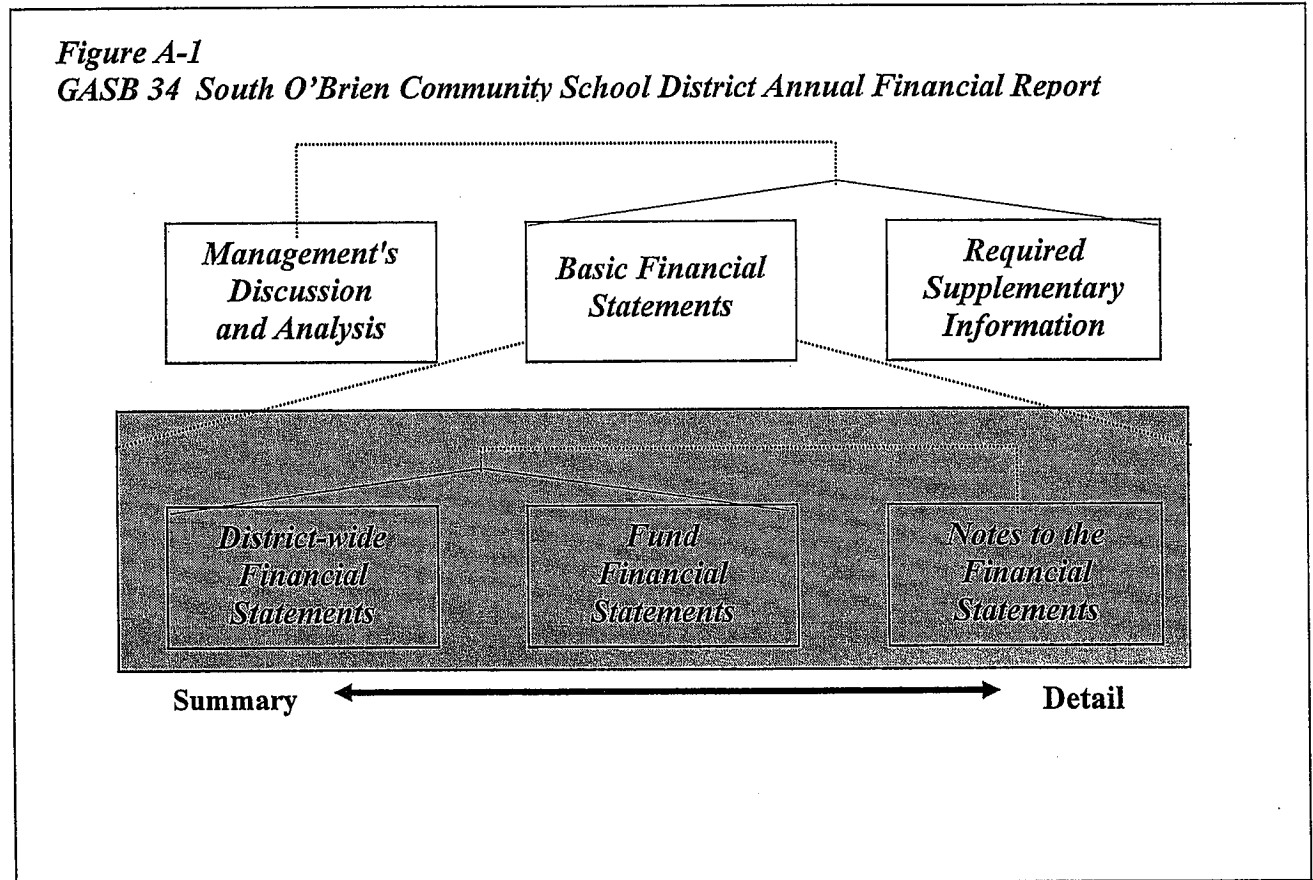 Figure A-1
GASB 34 South O'Brien Community School District Annual Financial Report
Management's
Discussion
and Analysis
Basic Financial
Statements
Required
Supplementary
Information
District-wide
Financial
Statements
Fund
Financial
Statements
Notes to the
Financial
Statements
Summary
Detail